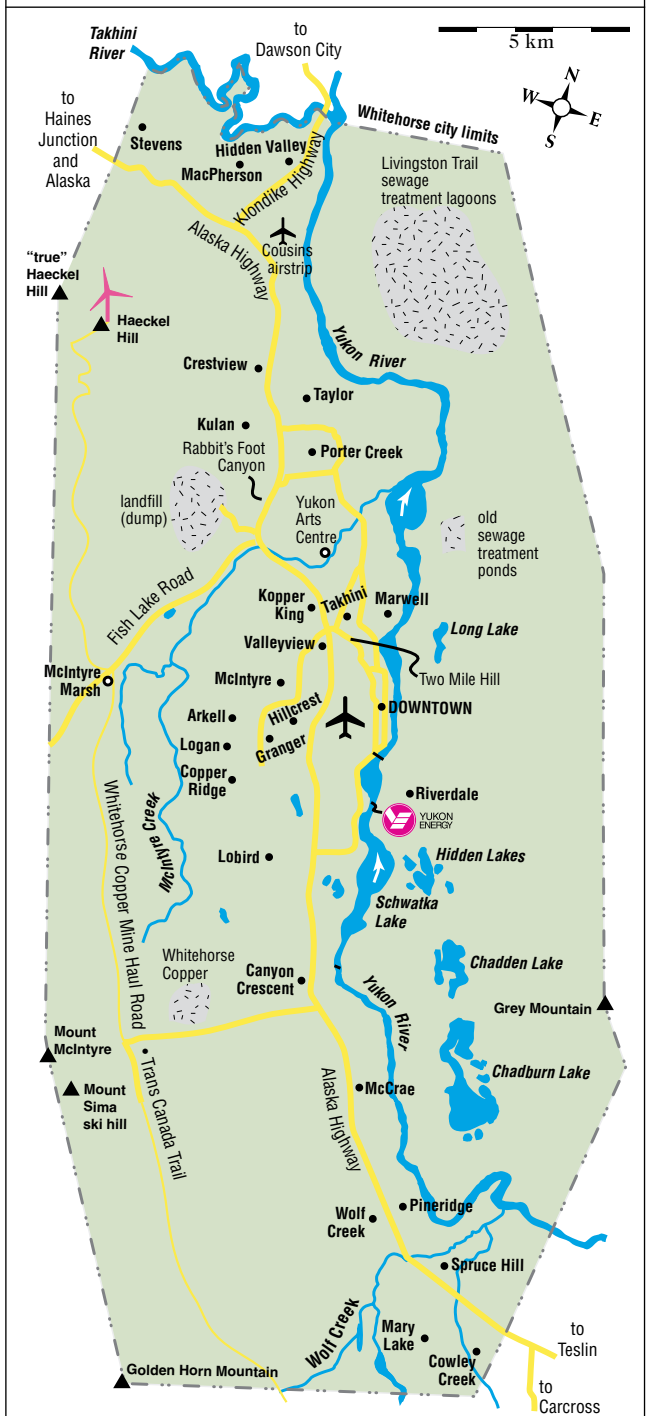 Takhini
River
to
Dawson City
5 km
N
W
E
S
to
Haines
Junction
and
Alaska
Stevens
Hidden Valley
MacPherson
Klondike Highway
Whitehorse city limits
Livingston Trail
sewage
treatment lagoons
Alaska Highway
Cousins
airstrip
“true”
Haeckel
Hill
Haeckel
Hill
Yukon River
Crestview
Taylor
Kulan
Rabbit’s Foot
Canyon
Porter Creek
landfill
(dump)
Yukon
Arts
Centre
old
sewage
treatment
ponds
Fish Lake Road
Kopper
King
Takhini
Marwell
Long Lake
Valleyview
Two Mile Hill
McIntyre
Marsh
McIntyre
Arkell
Hillcrest
DOWNTOWN
Logan
Granger
Copper
Ridge
Riverdale
YUKON
ENERGY
Whitehorse Copper Mine Haul Road
McIntyre Creek
Lobird
Hidden Lakes
Schwatka
Lake
Whitehorse
Copper
Canyon
Crescent
Chadden Lake
Yukon River
Grey Mountain
Mount
McIntyre
Mount
Sima
ski hill
Trans Canada Trail
Alaska Highway
McCrae
Chadburn Lake
Wolf
Creek
Pineridge
Spruce Hill
Wolf Creek
Mary
Lake
Cowley
Creek
to
Teslin
Golden Horn Mountain
to
Carcross